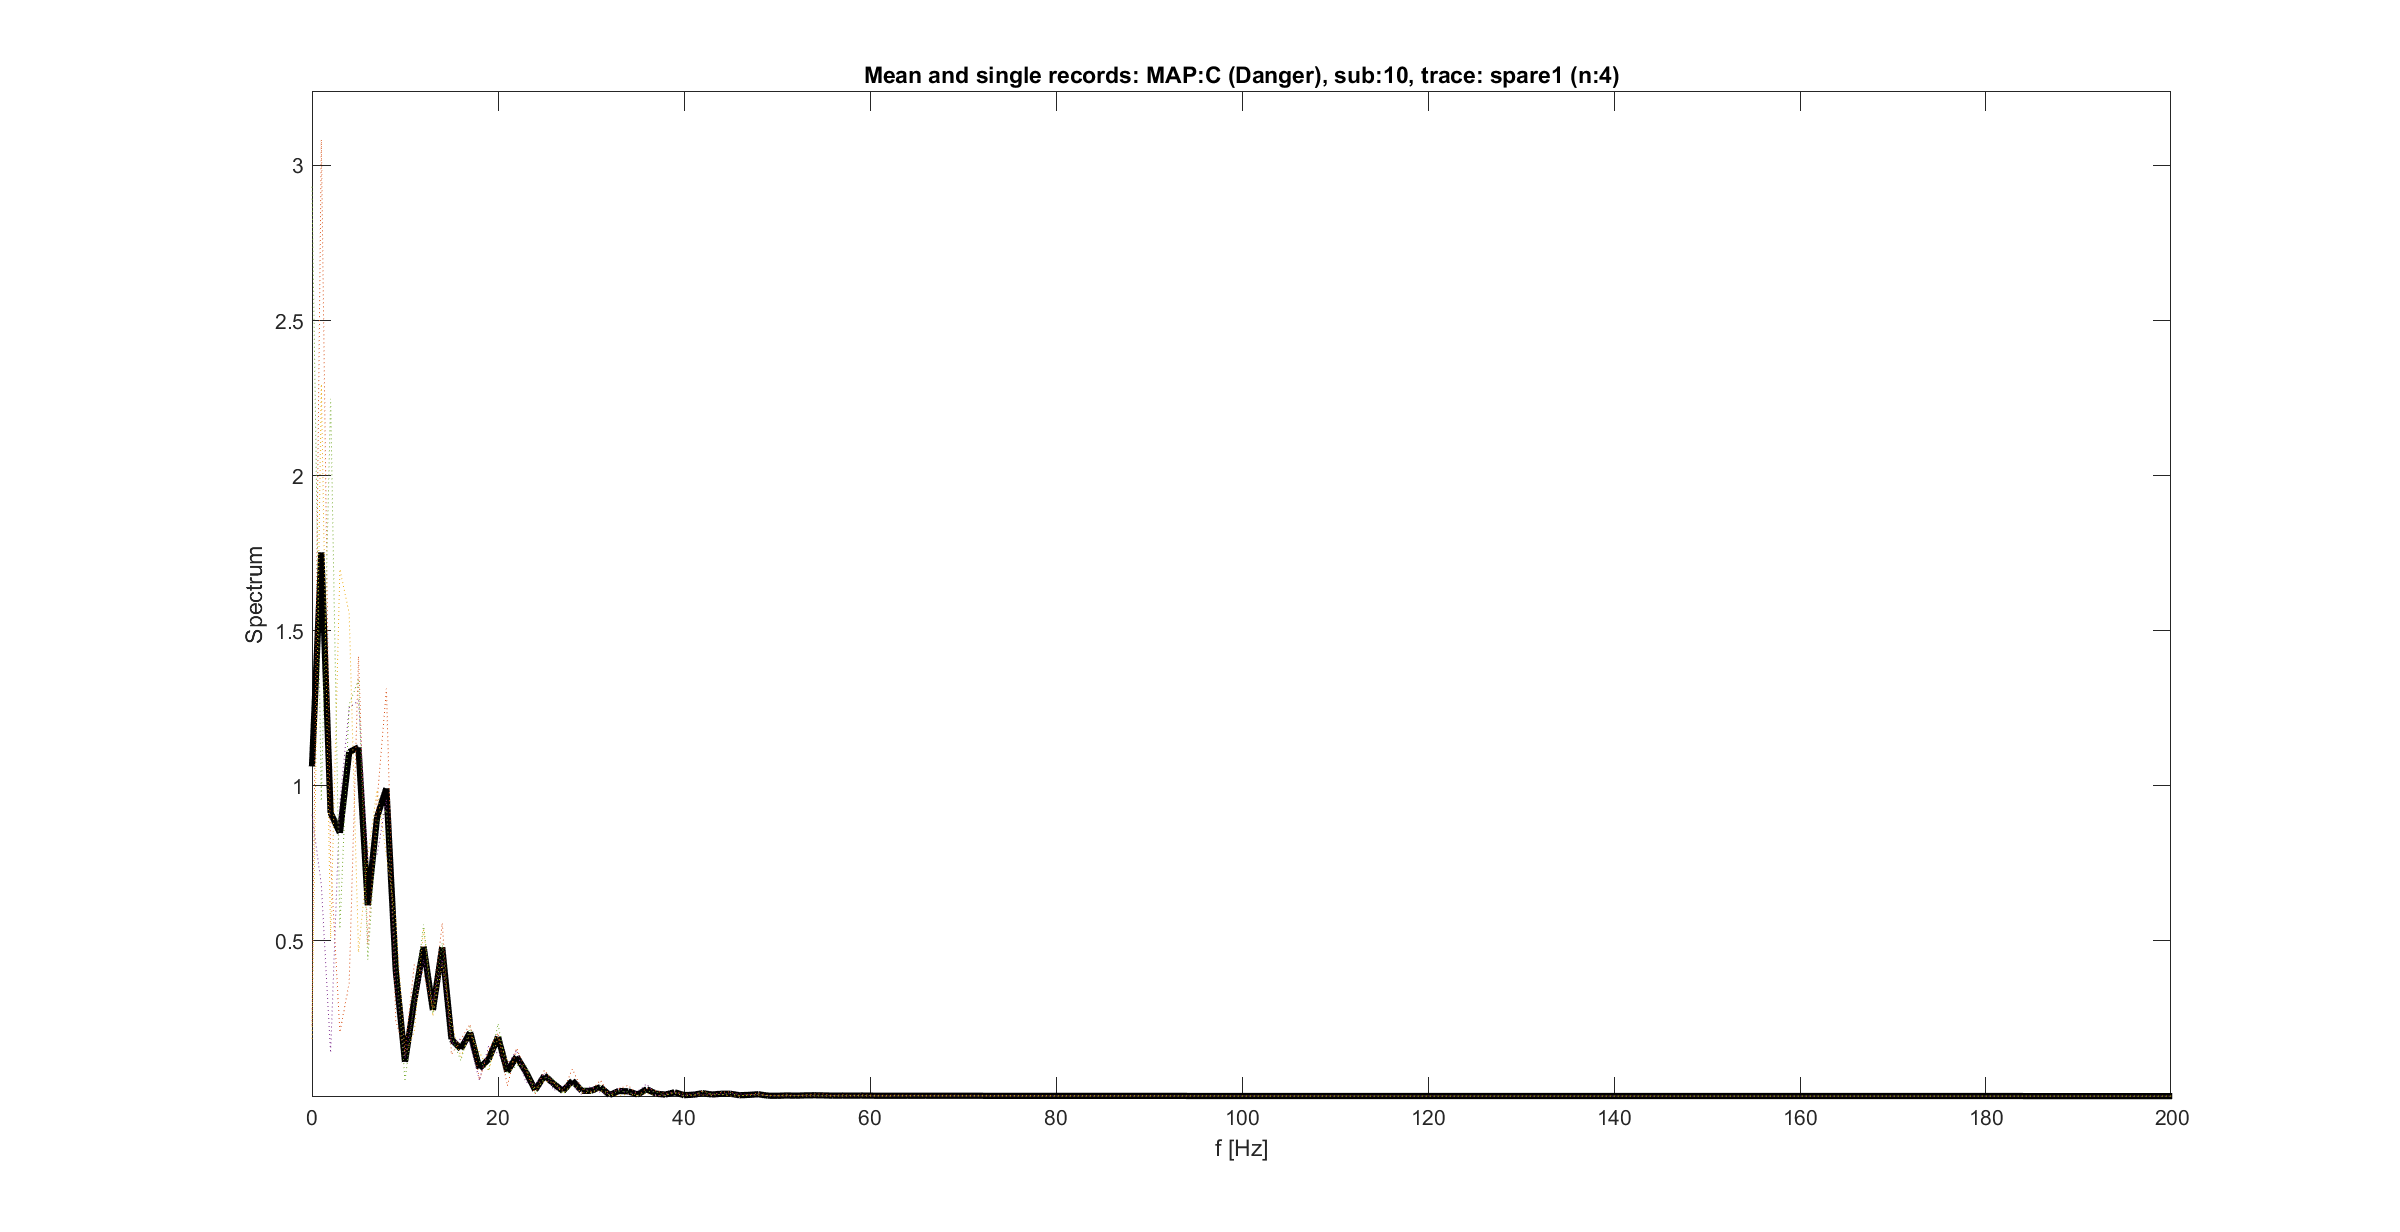 Mean and single records: MAP:C (Danger), sub:10, trace: spare1 (n:4)
3
2.5
2
1.5
1
0.5
Spectrum
0 20 40 60 80 100 120 140 160 180 200
f [Hz]